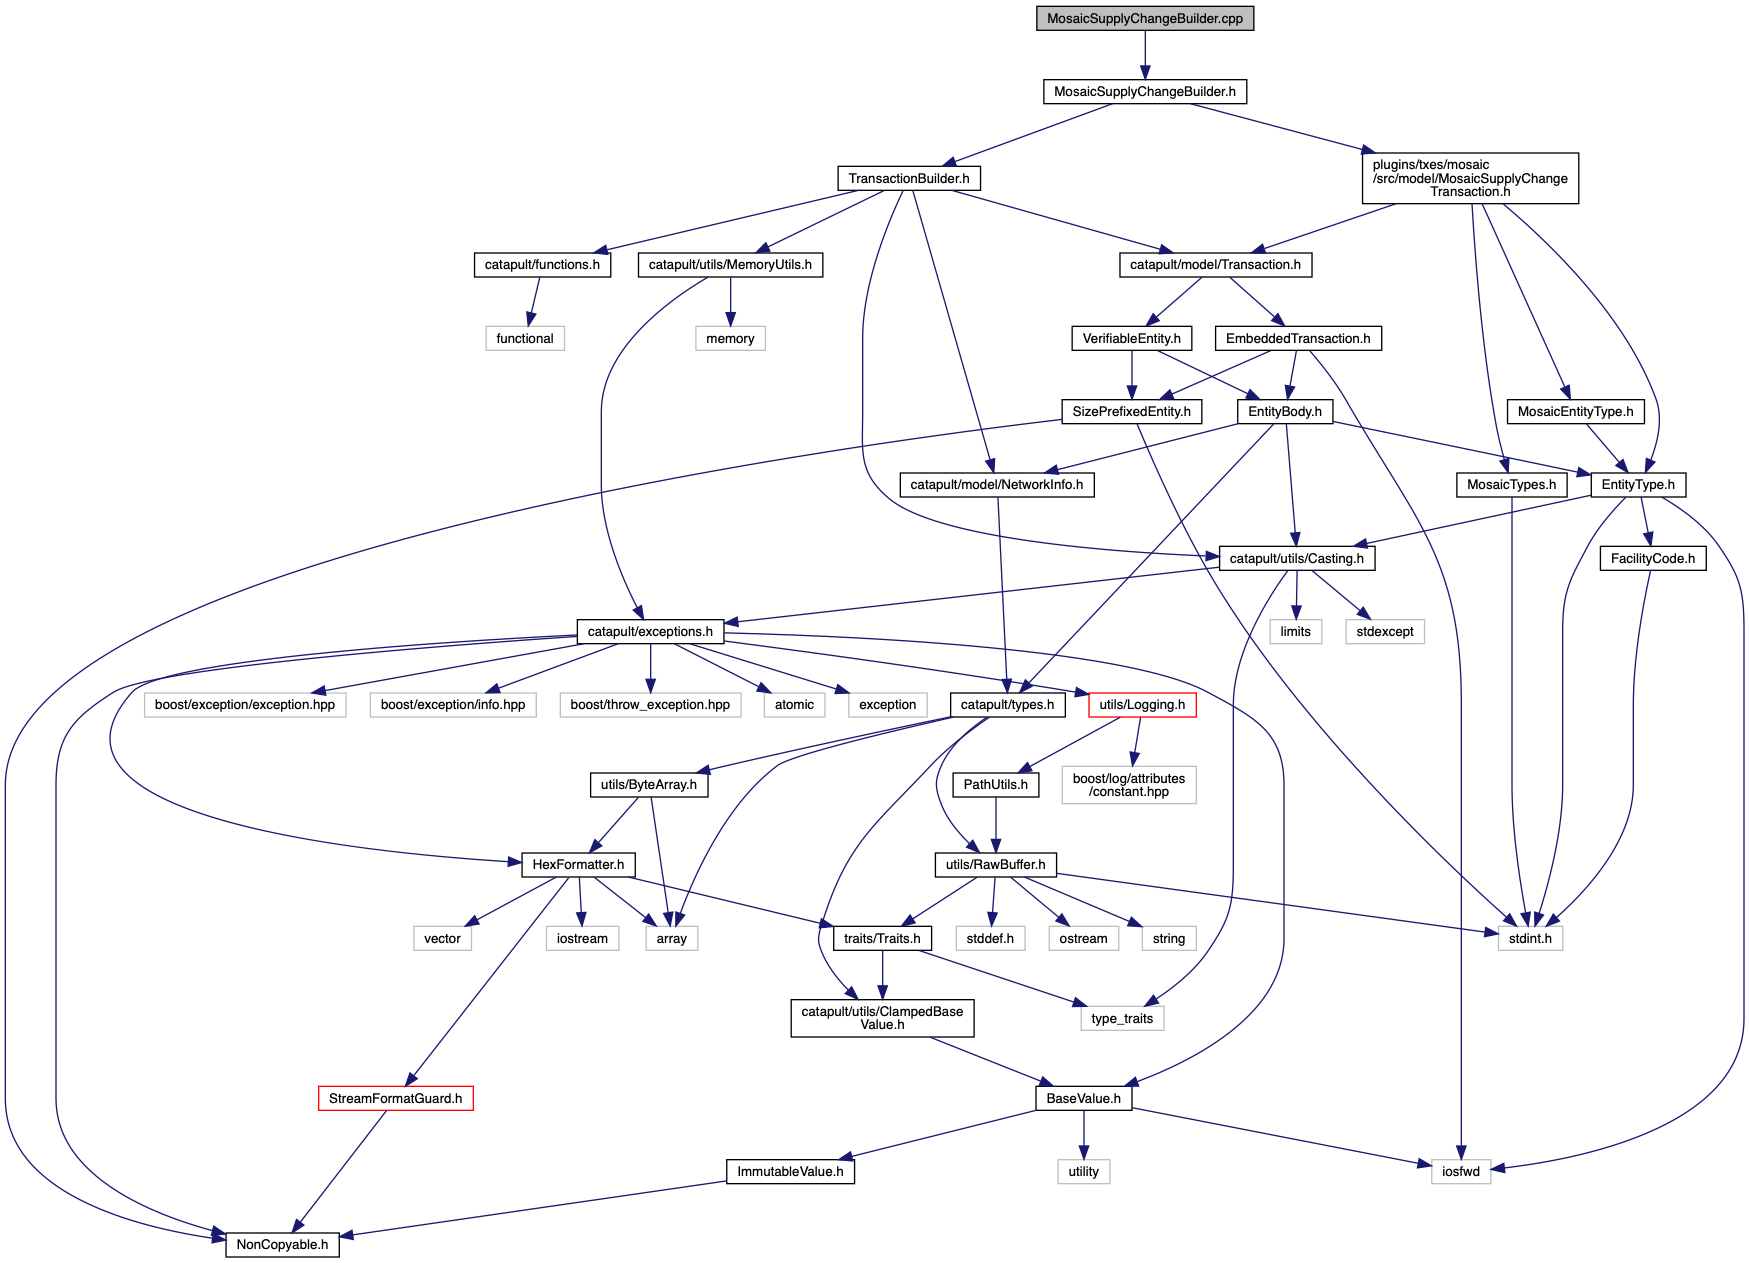 MosaicSupplyChangeBuilder.cpp
MosaicSupplyChangeBuilder.h
TransactionBuilder.h
plugins/txes/mosaic
/src/model/MosaicSupplyChange
Transaction.h
catapult/functions.h
catapult/utils/MemoryUtils.h
catapult/model/Transaction.h
functional
memory
VerifiableEntity.h
EmbeddedTransaction.h
SizePrefixedEntity.h
EntityBody.h
MosaicEntityType.h
catapult/model/NetworkInfo.h
MosaicTypes.h
EntityType.h
catapult/utils/Casting.h
FacilityCode.h
catapult/exceptions.h
limits
stdexcept
boost/exception/exception.hpp
boost/exception/info.hpp
boost/throw_exception.hpp
atomic
exception
catapult/types.h
utils/Logging.h
utils/ByteArray.h
PathUtils.h
boost/log/attributes
/constant.hpp
HexFormatter.h
utils/RawBuffer.h
vector
iostream
array
traits/Traits.h
stddef.h
ostream
string
stdint.h
catapult/utils/ClampedBase
Value.h
type_traits
StreamFormatGuard.h
BaseValue.h
ImmutableValue.h
utility
iosfwd
NonCopyable.h